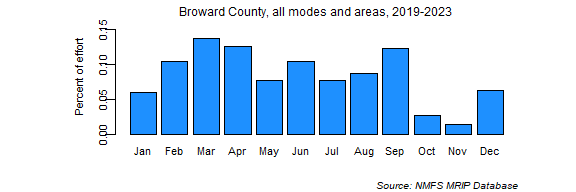 Broward County, all modes and areas, 2019-2023
Percent of effort
0.15
0.10
0.05
0.00
Jan Feb Mar Apr May Jun Jul Aug Sep Oct Nov Dec
Source: NMFS MRIP Database